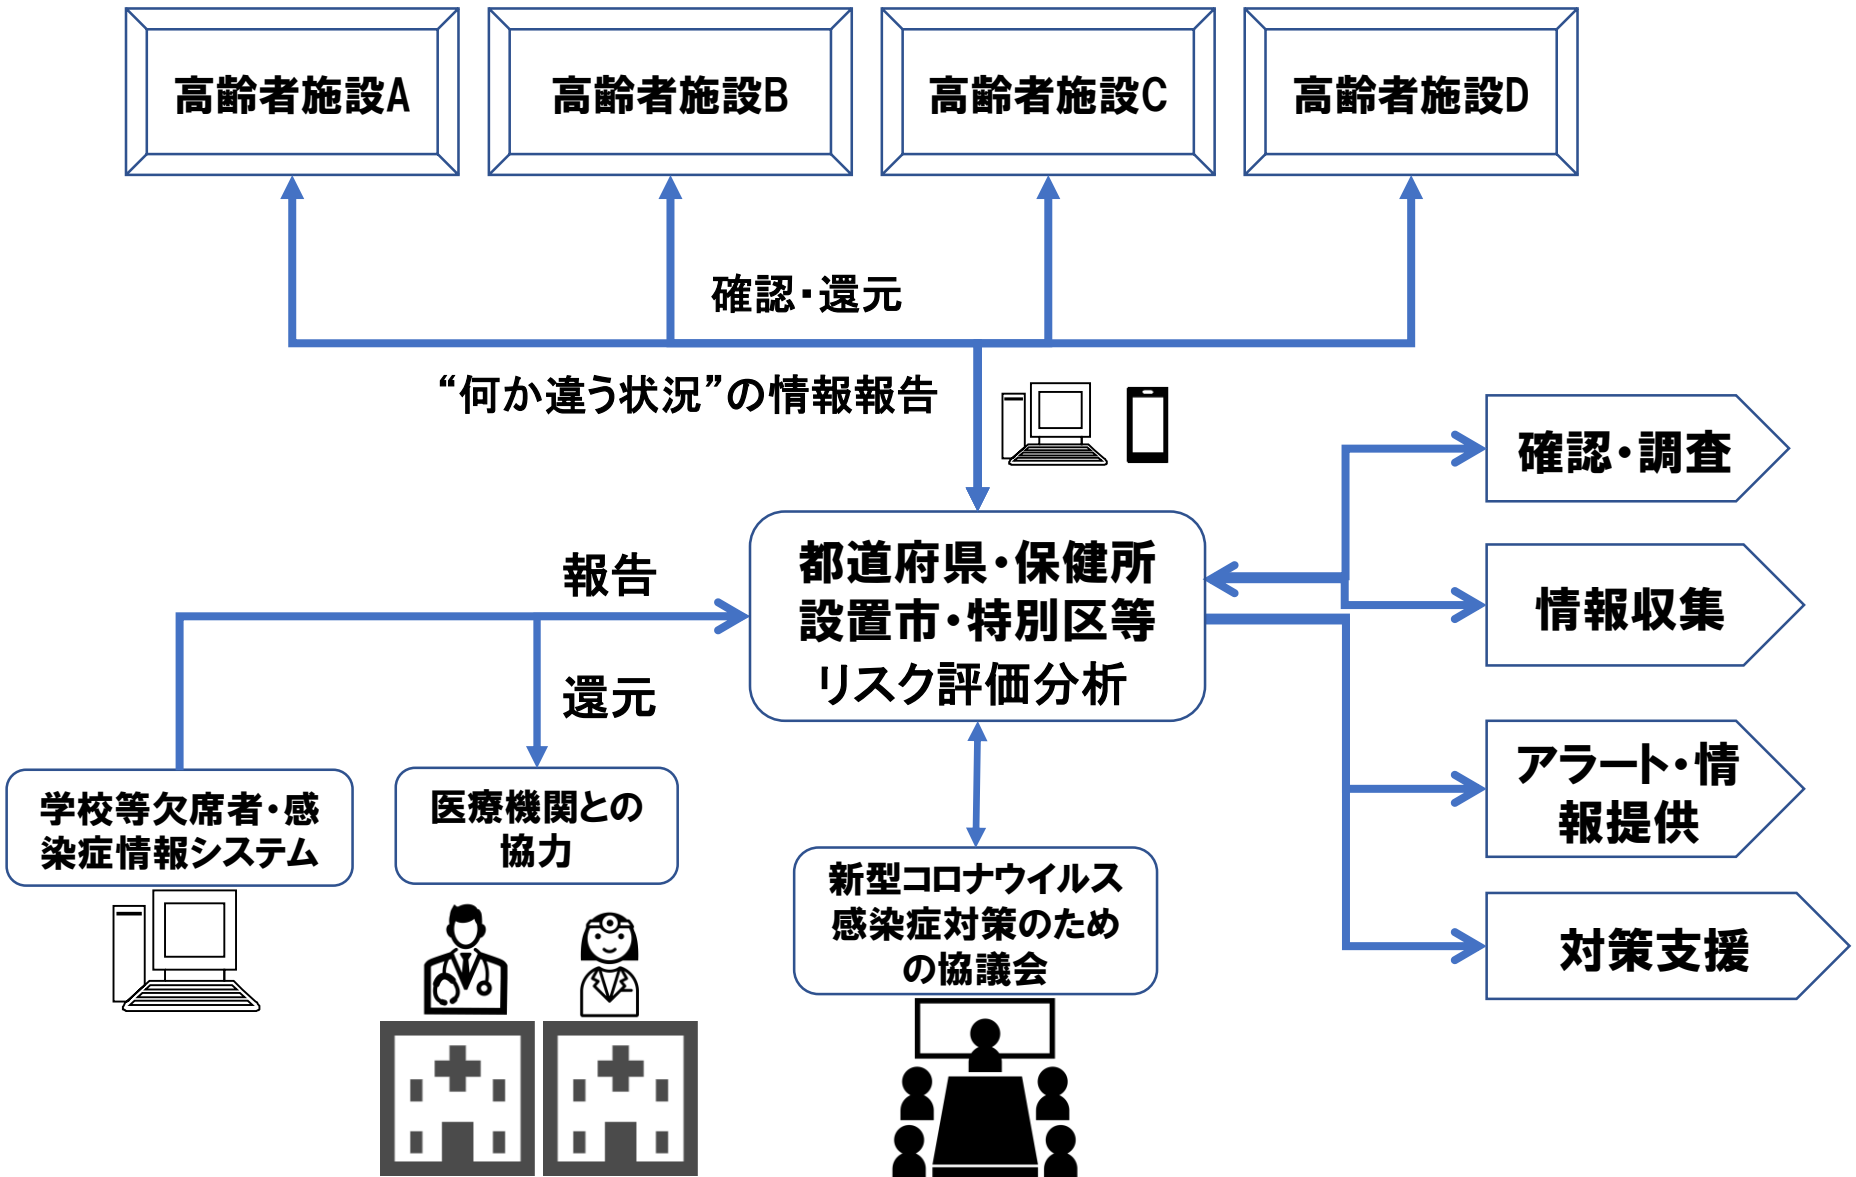 高齢者施設A
高齢者施設B
高齢者施設C
高齢者施設D
確認・還元
“何か違う状況”の情報報告
確認・調査
都道府県・保健所
設置市・特別区等
リスク評価分析
報告
還元
情報収集
アラート・情
報提供
対策支援
学校等欠席者・感
染症情報システム
医療機関との
協力
新型コロナウイルス
感染症対策のため
の協議会